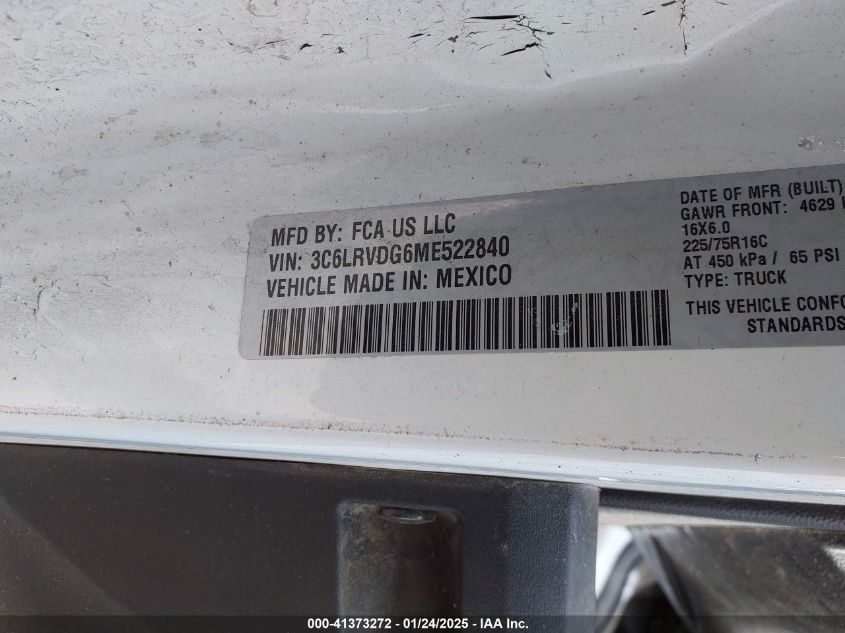 MFD BY: FCA US LLC
VIN: 3C6LRVDG6ME522840
VEHICLE MADE IN: MEXICO
DATE OF MFR (BUILT)
GAWR FRONT: 4629
16X6.0
225/75R16C
AT 450 kPa / 65 PSI
TYPE: TRUCK
THIS VEHICLE CONFO
STANDARDS
000-41373272 - 01/24/2025 - IAA Inc.